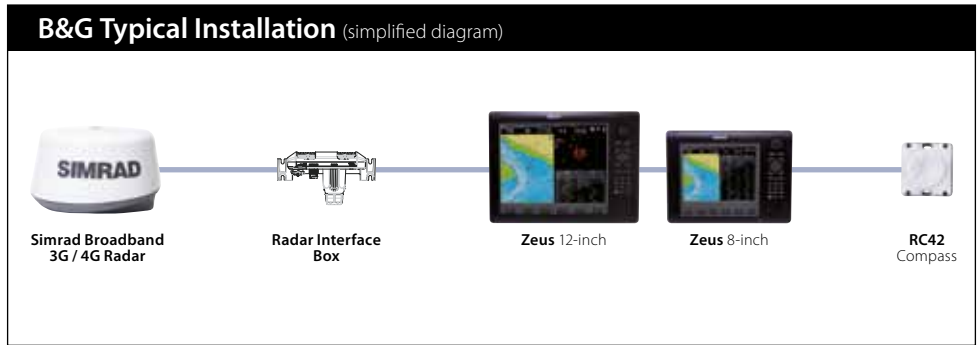 B&G Typical Installation (simplified diagram)
SIMRAD
Simrad Broadband
3G / 4G Radar
Radar Interface
Box
Zeus 12-inch
Zeus 8-inch
RC42
Compass